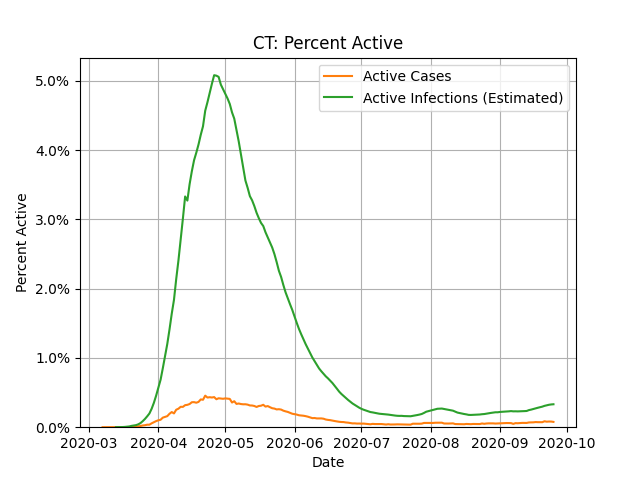 CT: Percent Active
Active Cases
Active Infections (Estimated)
Percent Active
5.0%
4.0%
3.0%
2.0%
1.0%
0.0%
2020-03 2020-04 2020-05 2020-06 2020-07 2020-08 2020-09 2020-10
Date